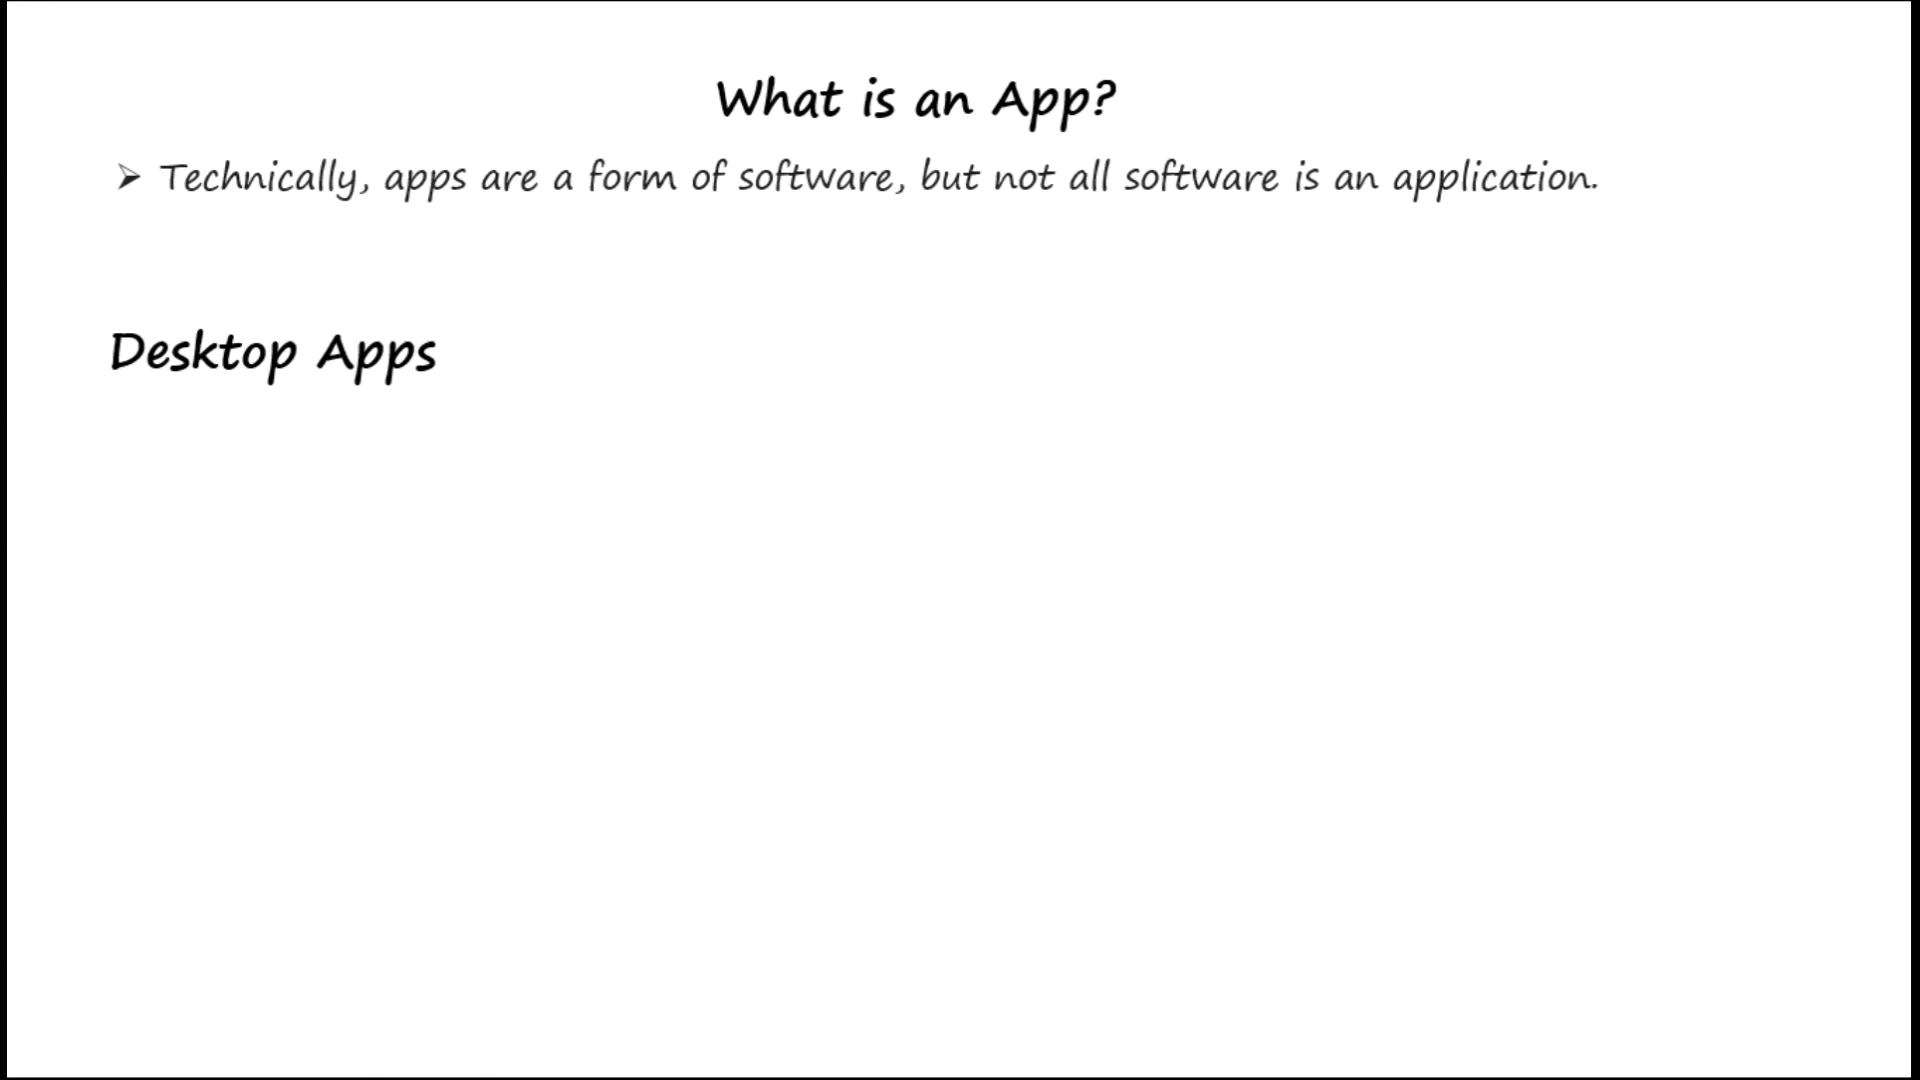 What is an App?
➢ Technically, apps are a form of software, but not all software is an application.
Desktop Apps